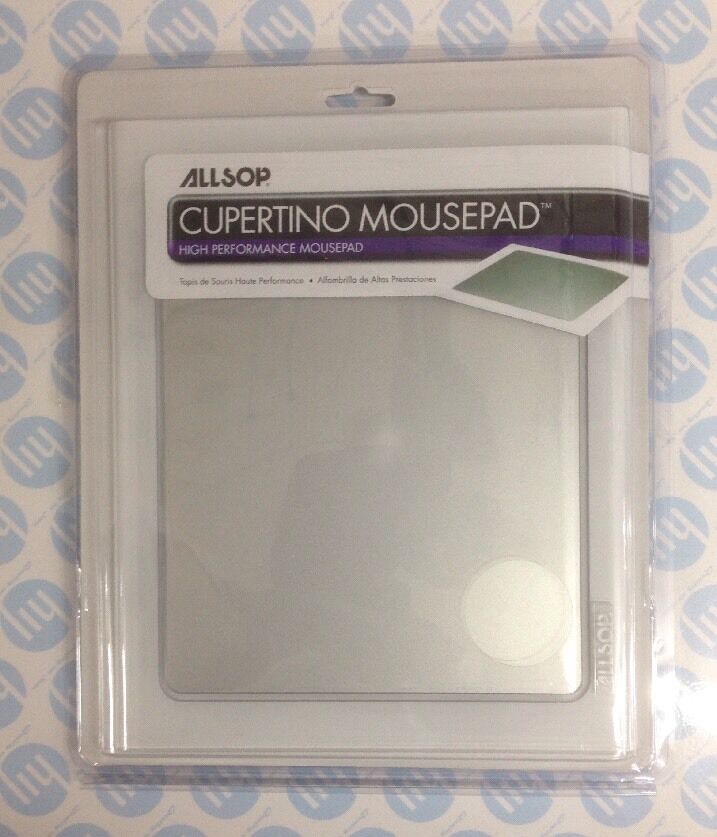 ALLSOP®
CUPERTINO MOUSEPAD™
HIGH PERFORMANCE MOUSEPAD
Tapis de Souris Haute Performance • Alfombrilla de Altas Prestaciones
ALLSOP